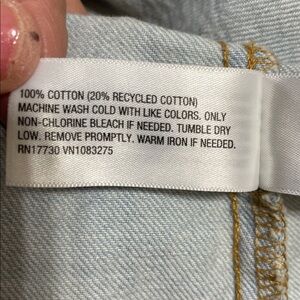 100% COTTON (20% RECYCLED COTTON)
MACHINE WASH COLD WITH LIKE COLORS. ONLY
NON-CHLORINE BLEACH IF NEEDED. TUMBLE DRY
LOW. REMOVE PROMPTLY. WARM IRON IF NEEDED.
RN17730 VN1083275